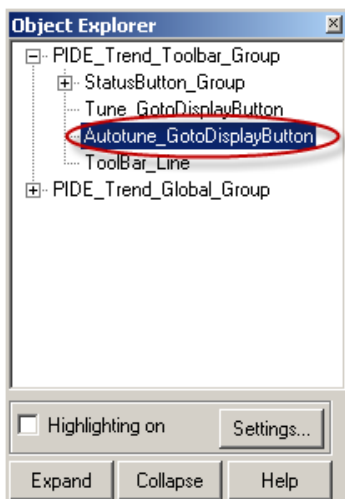 Object Explorer
PIDE_Trend_Toolbar_Group
StatusButton_Group
Tune_GotoDisplayButton
Autotune_GotoDisplayButton
ToolBar_Line
PIDE_Trend_Global_Group
Highlighting on
Settings...
Expand Collapse Help